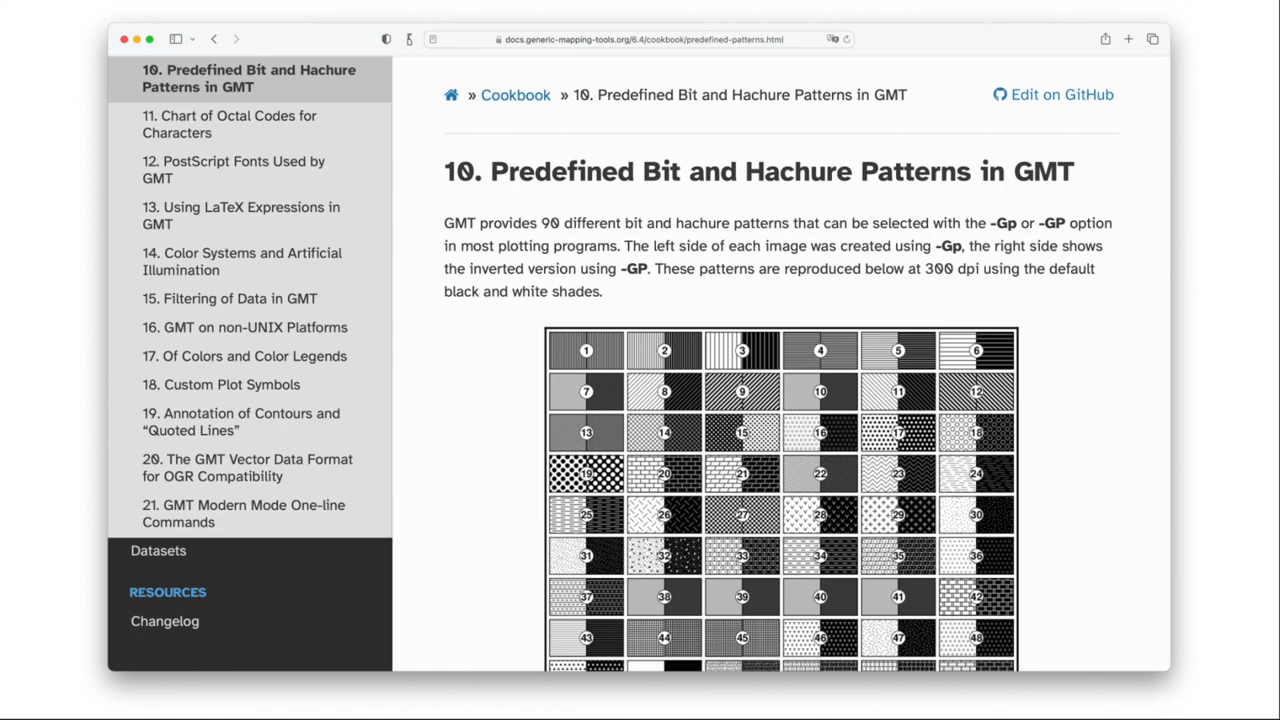 docs.generic-mapping-tools.org/6.4/cookbook/predefined-patterns.html
10. Predefined Bit and Hachure
Patterns in GMT
11. Chart of Octal Codes for
Characters
12. PostScript Fonts Used by
GMT
13. Using LaTeX Expressions in
GMT
14. Color Systems and Artificial
Illumination
15. Filtering of Data in GMT
16. GMT on non-UNIX Platforms
17. Of Colors and Color Legends
18. Custom Plot Symbols
19. Annotation of Contours and
“Quoted Lines”
20. The GMT Vector Data Format
for OGR Compatibility
21. GMT Modern Mode One-line
Commands
Datasets
RESOURCES
Changelog
» Cookbook » 10. Predefined Bit and Hachure Patterns in GMT
Edit on GitHub
10. Predefined Bit and Hachure Patterns in GMT
GMT provides 90 different bit and hachure patterns that can be selected with the -Gp or -GP option
in most plotting programs. The left side of each image was created using -Gp, the right side shows
the inverted version using -GP. These patterns are reproduced below at 300 dpi using the default
black and white shades.
1 2 3 4 5 6
7 8 9 10 11 12
13 14 15 16 17 18
19 20 21 22 23 24
25 26 27 28 29 30
31 32 33 34 35 36
37 38 39 40 41 42
43 44 45 46 47 48